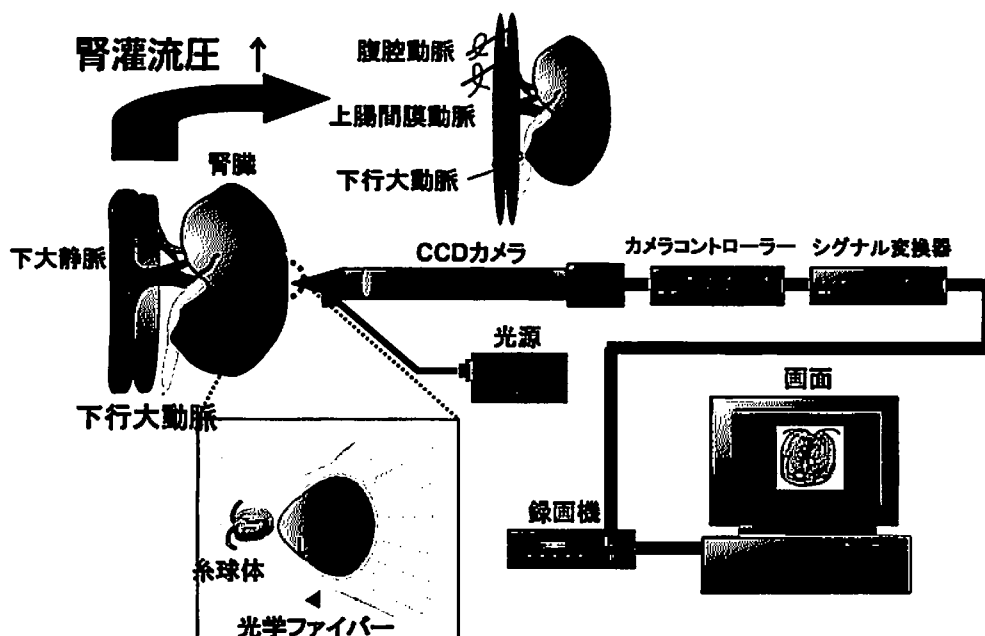 腎灌流圧 ↑
腹腔動脈
上腸間膜動脈
下行大動脈
腎臓
下大静脈
下行大動脈
CCDカメラ
カメラコントローラー
シグナル変換器
光源
画面
録画機
糸球体
光学ファイバー